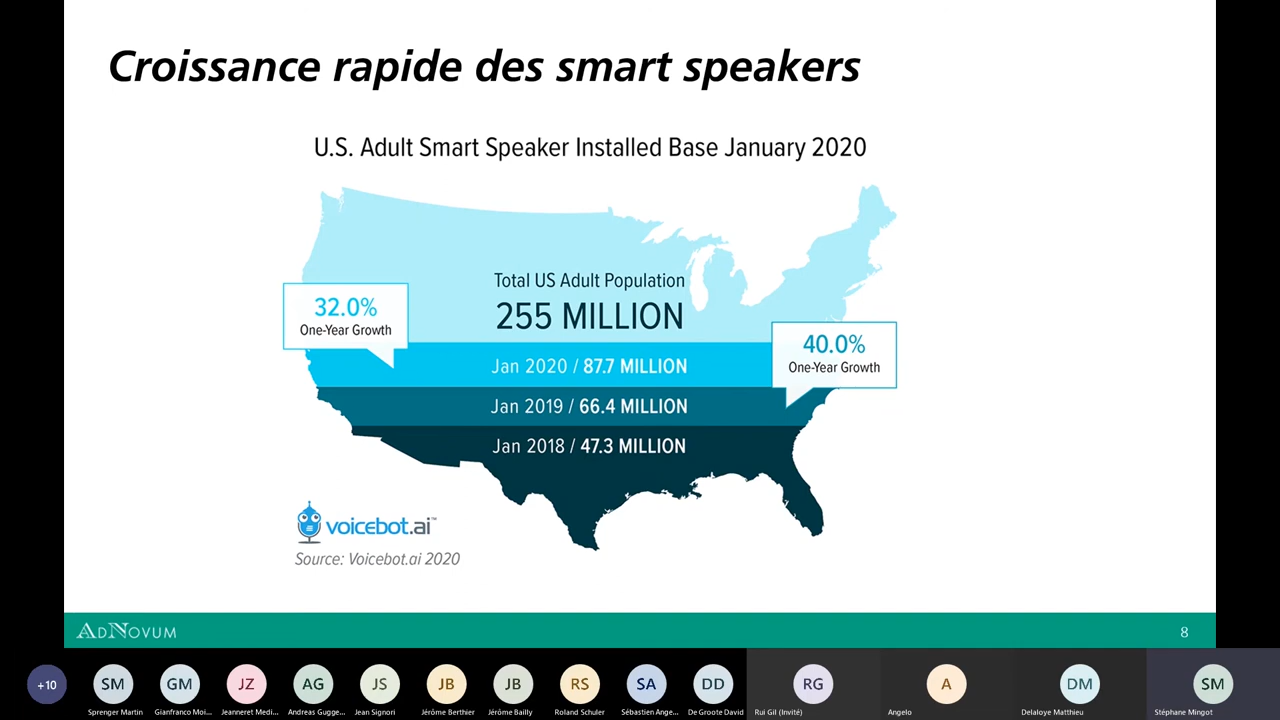 Croissance rapide des smart speakers
U.S. Adult Smart Speaker Installed Base January 2020
Total US Adult Population
255 MILLION
32.0%
One-Year Growth
40.0%
One-Year Growth
Jan 2020 / 87.7 MILLION
Jan 2019 / 66.4 MILLION
Jan 2018 / 47.3 MILLION
voicebot.ai™
Source: Voicebot.ai 2020
ADNOVUM
8
+10
SM
GM
JZ
AG
JS
JB
JB
RS
SA
DD
RG
A
DM
SM
Sprenger Martin
Gianfranco Moi...
Jeanneret Medi...
Andreas Gugge...
Jean Signori
Jérôme Berthier
Jérôme Bailly
Roland Schuler
Sébastien Ange...
De Groote David
Rui Gil (Invité)
Angelo
Delaloye Matthieu
Stéphane Mingot